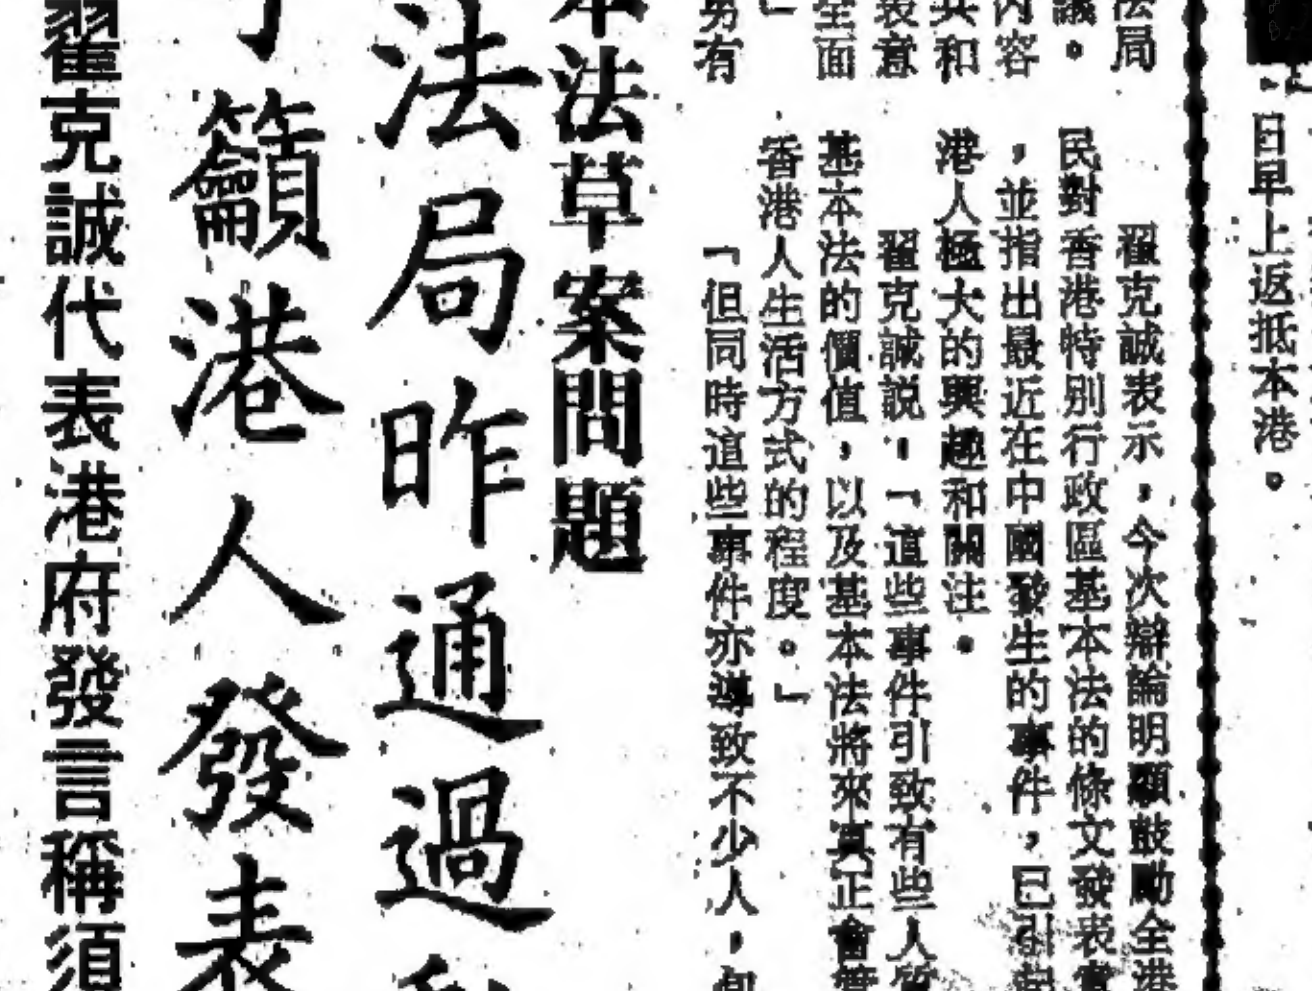 日早上返抵本港。
法局
議。
內容
共和
表意
全面
」
另有
翟克誠表示，今次辯論明顯鼓勵全港
民對香港特別行政區基本法的條文發表
，並指出最近在中國發生的事件，已引起
港人極大的興趣和關注。
翟克誠説，「這些事件引致有些人質
基本法的價值，以及基本法將來真正會
香港人生活方式的程度。」
「但同時這些事件亦導致不少人，包
本法草案問題
法局昨通過
籲港人發表
翟克誠代表港府發言稱須